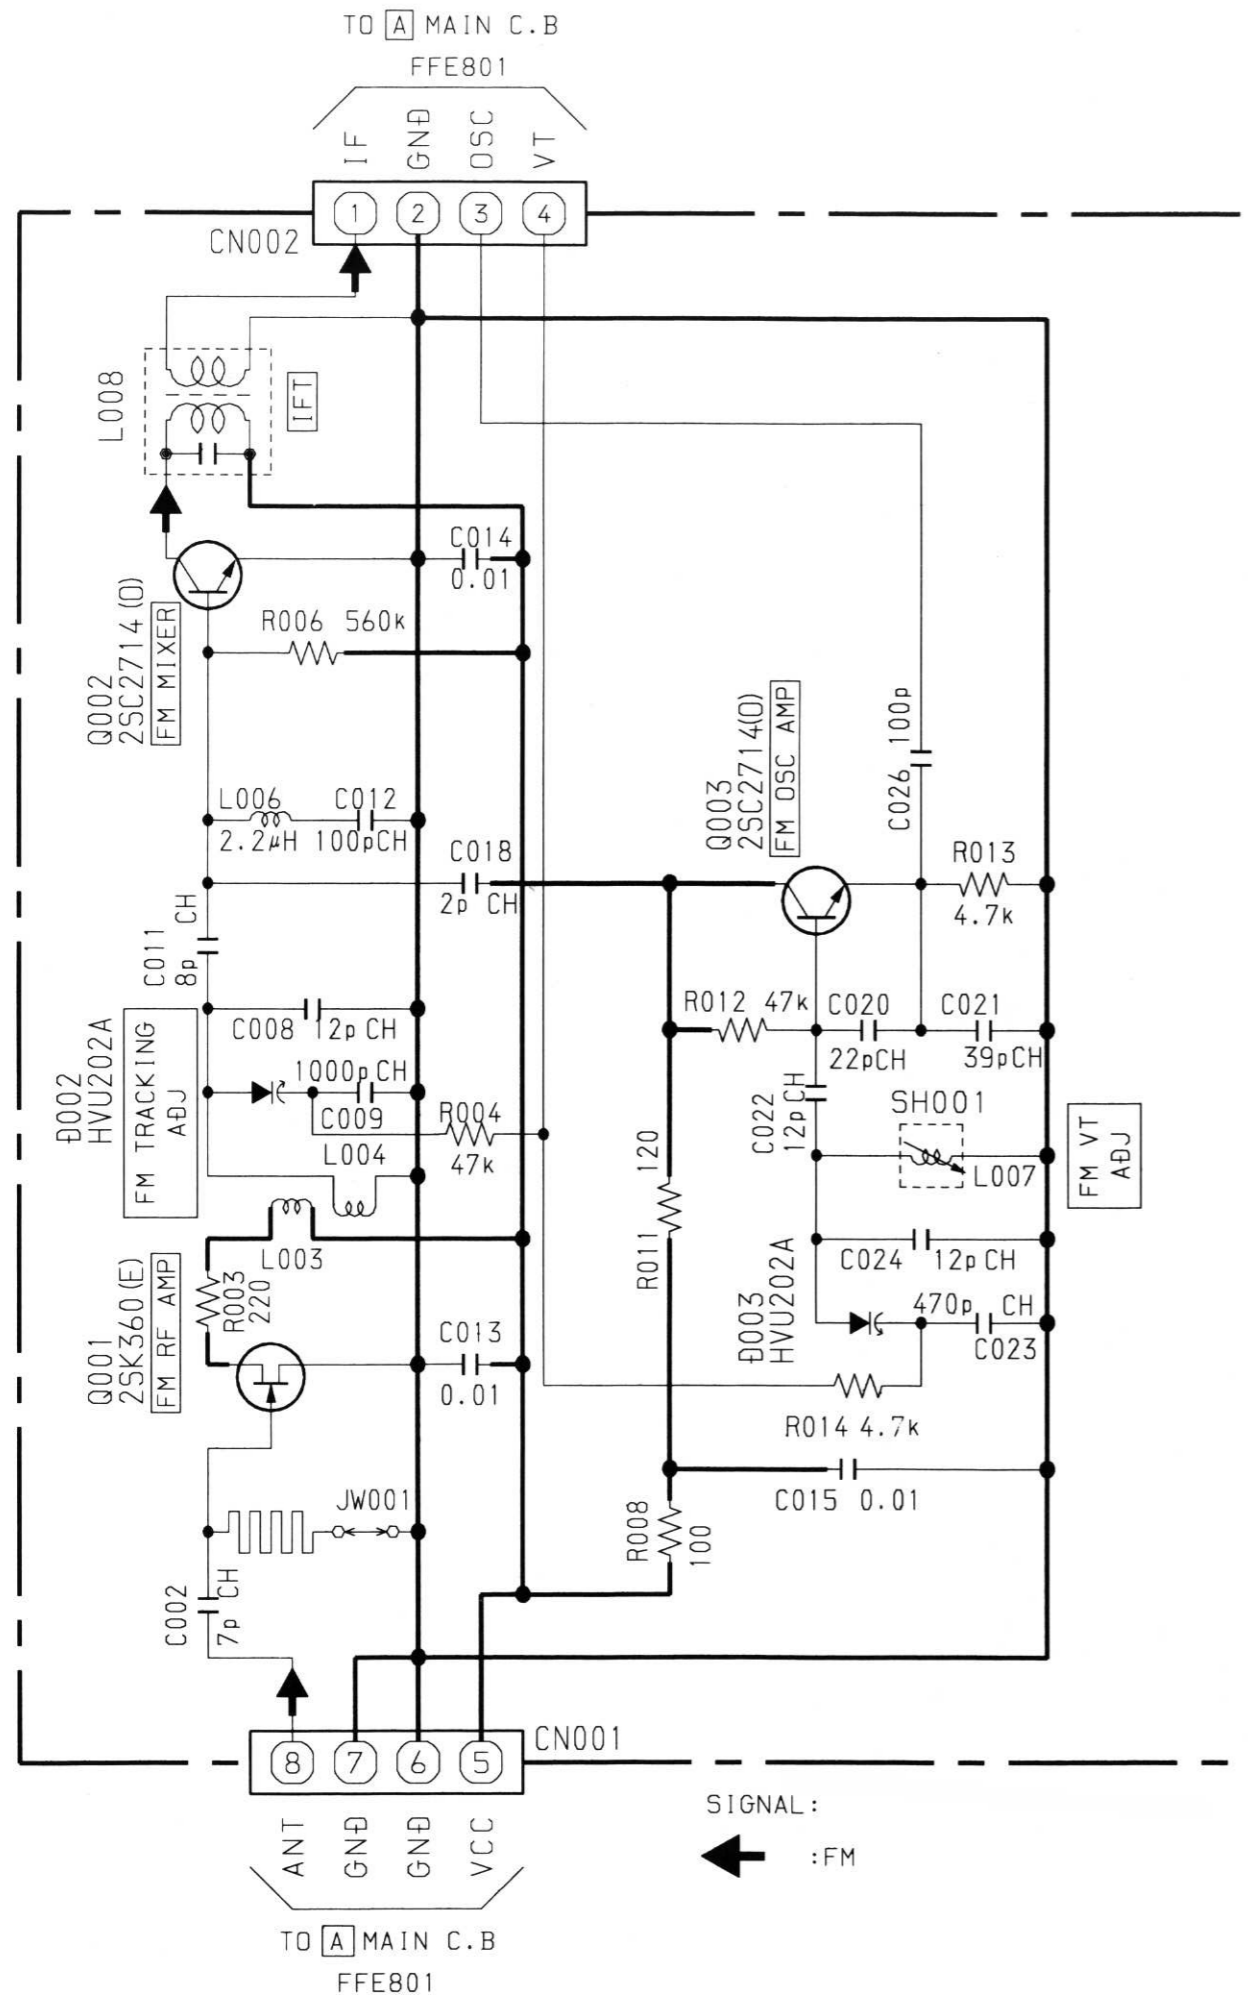 TO A MAIN C.B
FFE801
IF
GND
OSC
VT
1
2
3
4
CN002
L008
IFT
C014
0.01
R006 560k
Q002
2SC2714(O)
FM MIXER
Q003
2SC2714(O)
FM OSC AMP
C026 100p
L006
2.2μH
C012
100pCH
C018
2p CH
R013
4.7k
C011
8p CH
R012 47k
C020
22pCH
C021
39pCH
C008 12p CH
D002
HVU202A
FM TRACKING
ADJ
1000p CH
C009
R004
47k
L004
C022
12p CH
SH001
L007
FM VT
ADJ
R011 120
L003
C024 12p CH
Q001
2SK360(E)
FM RF AMP
R003
220
D003
HVU202A
470p CH
C023
C013
0.01
R014 4.7k
JW001
C015 0.01
R008
100
C002
7p CH
CN001
8
7
6
5
ANT
GND
GND
VCC
SIGNAL:
:FM
TO A MAIN C.B
FFE801